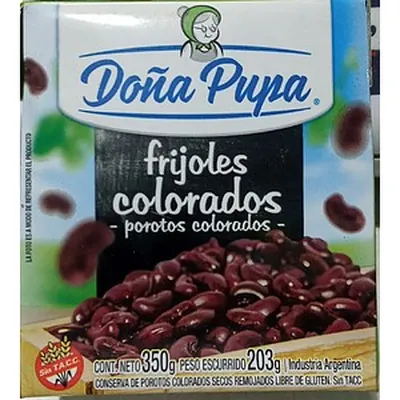 Doña Pupa®
frijoles
colorados
- porotos colorados -
LA FOTO ES A MODO DE REPRESENTAR EL PRODUCTO
Sin T.A.C.C.
CONT. NETO 350g PESO ESCURRIDO 203g | Industria Argentina
CONSERVA DE POROTOS COLORADOS SECOS REMOJADOS LIBRE DE GLUTEN. Sin TACC